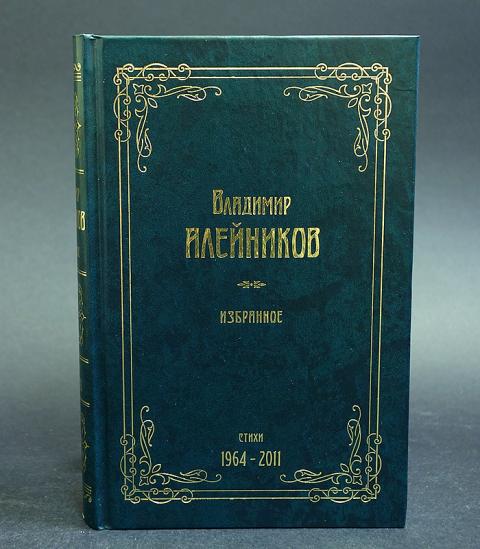 Владимир
АЛЕЙНИКОВ
ИЗБРАННОЕ
СТИХИ
1964 - 2011